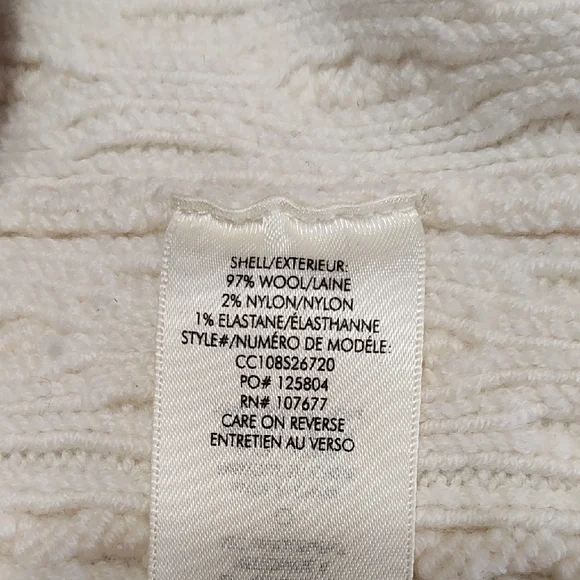 SHELL/EXTERIEUR:
97% WOOL/LAINE
2% NYLON/NYLON
1% ELASTANE/ÉLASTHANNE
STYLE#/NUMÉRO DE MODÉLE:
CC108S26720
PO# 125804
RN# 107677
CARE ON REVERSE
ENTRETIEN AU VERSO